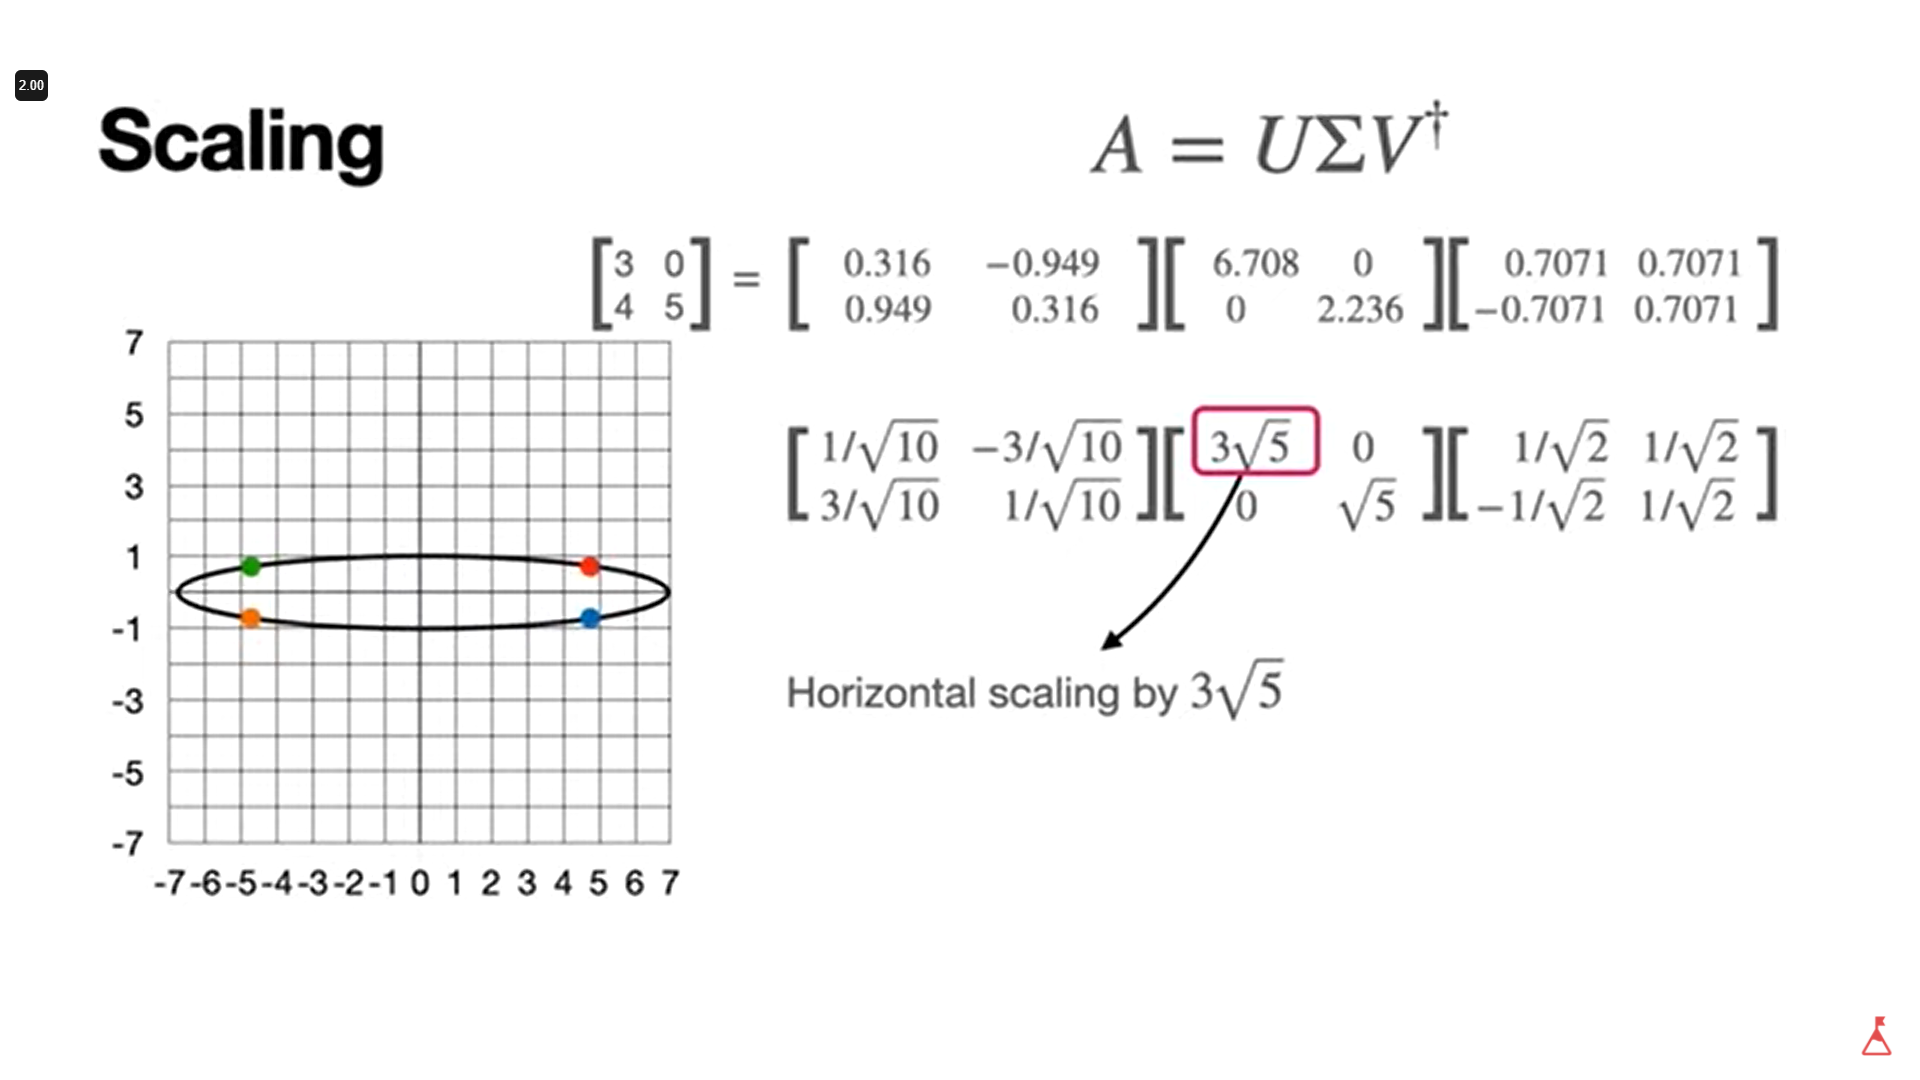 2.00
Scaling
A = UΣV†
[3 0; 4 5] = [0.316 −0.949; 0.949 0.316][6.708 0; 0 2.236][0.7071 0.7071; −0.7071 0.7071]
[1/√10 −3/√10; 3/√10 1/√10][3√5 0; 0 √5][1/√2 1/√2; −1/√2 1/√2]
Horizontal scaling by 3√5
7
5
3
1
-1
-3
-5
-7
-7 -6 -5 -4 -3 -2 -1 0 1 2 3 4 5 6 7